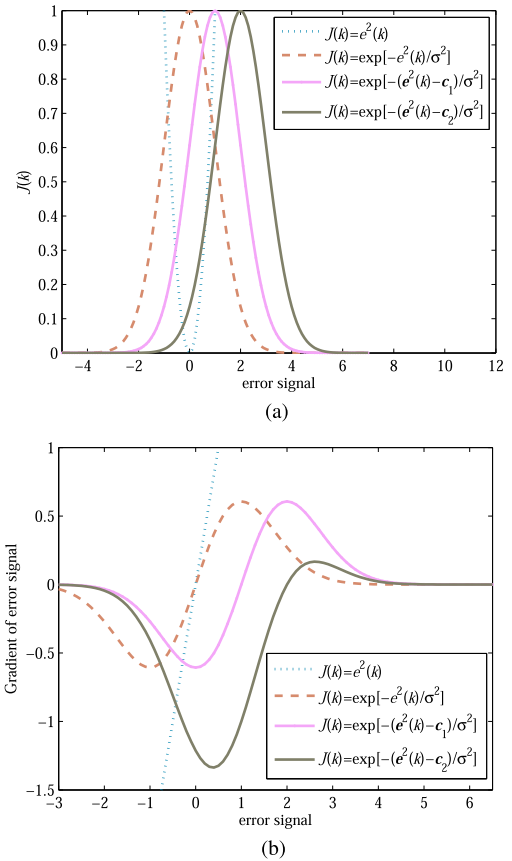 1
0.9
0.8
0.7
0.6
0.5
0.4
0.3
0.2
0.1
0
J(k)
J(k)=e²(k)
J(k)=exp[−e²(k)/σ²]
J(k)=exp[−(e²(k)−c₁)/σ²]
J(k)=exp[−(e²(k)−c₂)/σ²]
−4 −2 0 2 4 6 8 10 12
error signal
(a)
1
0.5
0
−0.5
−1
−1.5
Gradient of error signal
J(k)=e²(k)
J(k)=exp[−e²(k)/σ²]
J(k)=exp[−(e²(k)−c₁)/σ²]
J(k)=exp[−(e²(k)−c₂)/σ²]
−3 −2 −1 0 1 2 3 4 5 6
error signal
(b)